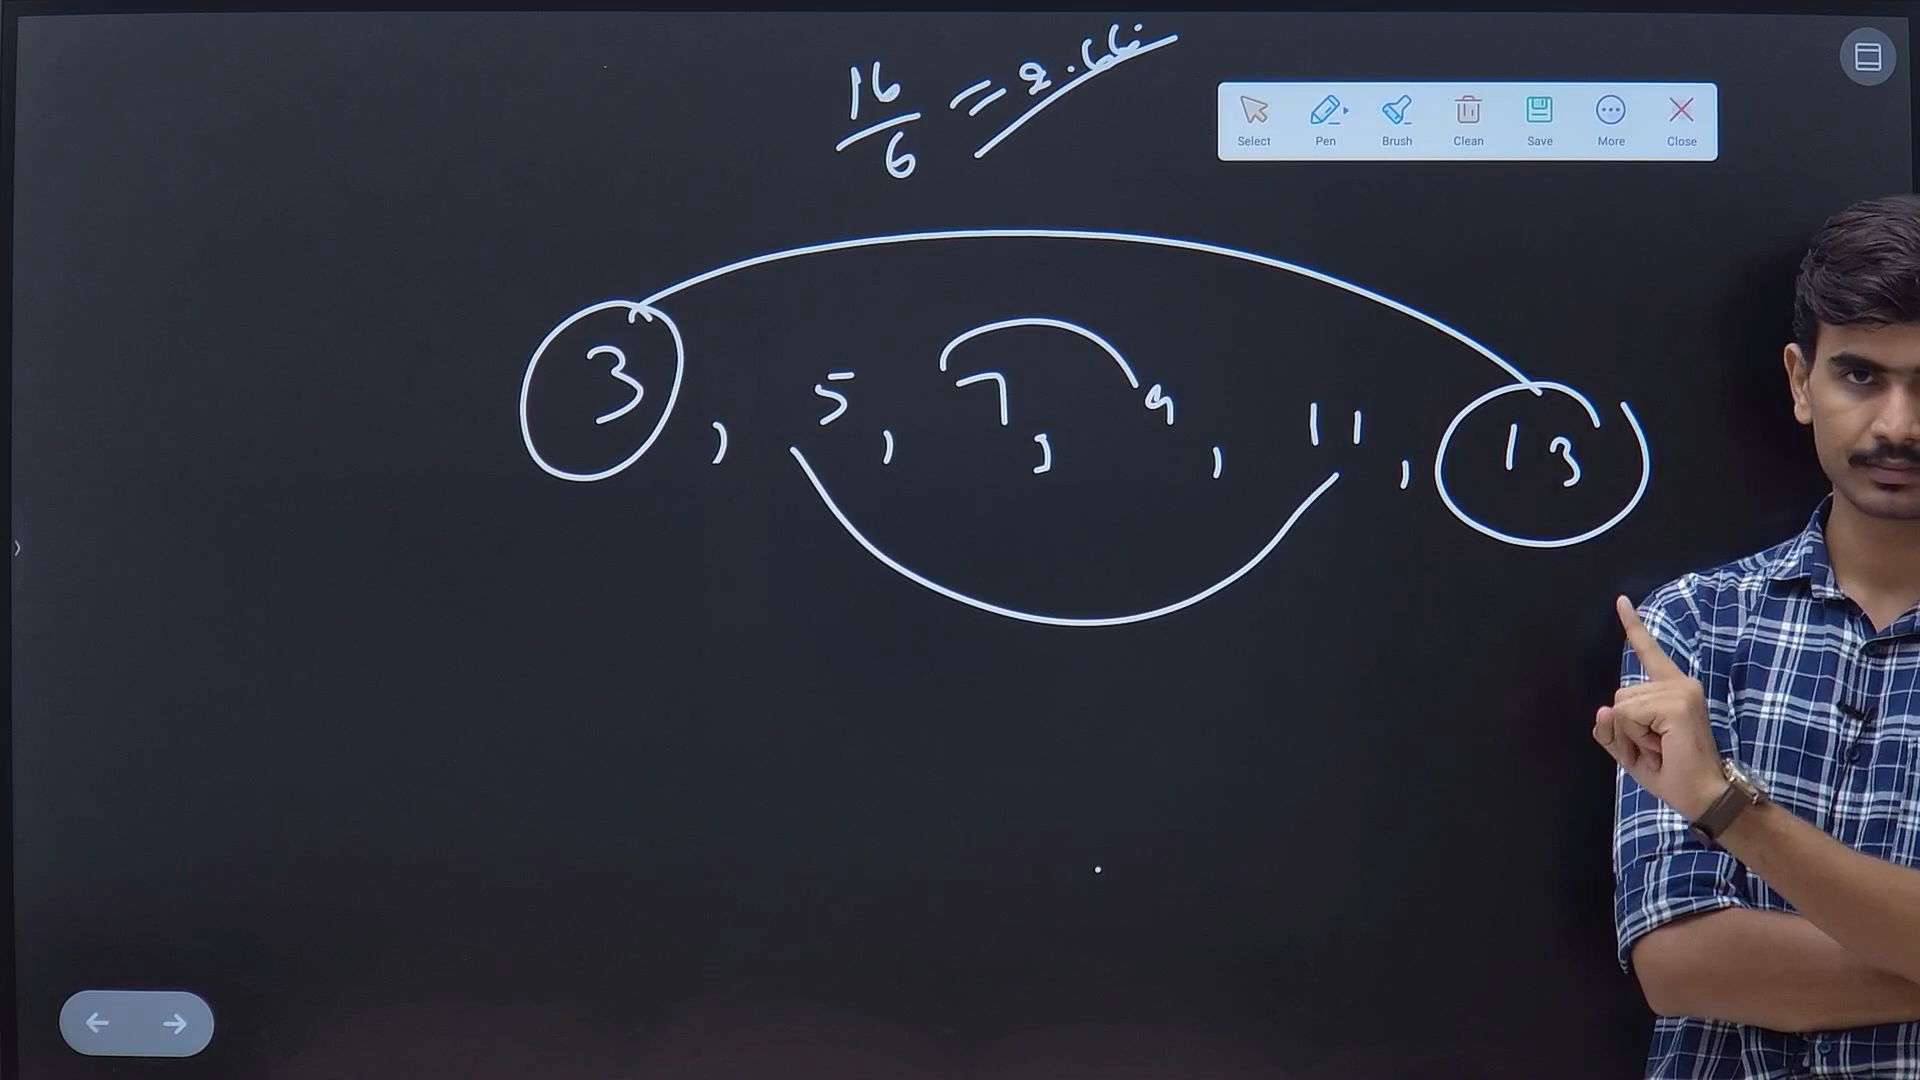 16/6 = 2.66
Select Pen Brush Clean Save More Close
3, 5, 7, 9, 11, 13